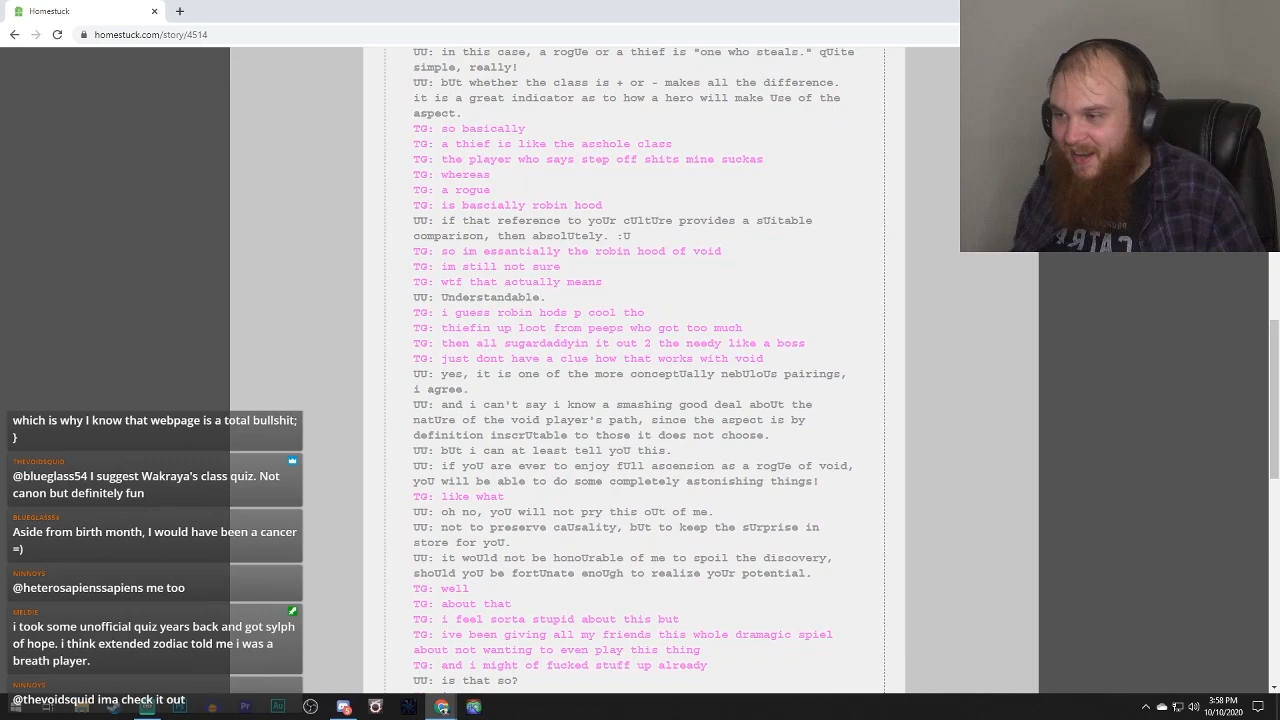 Homestuck
homestuck.com/story/4514
UU: in this case, a rogUe or a thief is "one who steals." qUite
simple, really!
UU: bUt whether the class is + or - makes all the difference.
it is a great indicator as to how a hero will make Use of the
aspect.
TG: so basically
TG: a thief is like the asshole class
TG: the player who says step off shits mine suckas
TG: whereas
TG: a rogue
TG: is bascially robin hood
UU: if that reference to yoUr cUltUre provides a sUitable
comparison, then absolUtely. :U
TG: so im essantially the robin hood of void
TG: im still not sure
TG: wtf that actually means
UU: Understandable.
TG: i guess robin hods p cool tho
TG: thiefin up loot from peeps who got too much
TG: then all sugardaddyin it out 2 the needy like a boss
TG: just dont have a clue how that works with void
UU: yes, it is one of the more conceptUally nebUloUs pairings,
i agree.
UU: and i can't say i know a smashing good deal aboUt the
natUre of the void player's path, since the aspect is by
definition inscrUtable to those it does not choose.
UU: bUt i can at least tell yoU this.
UU: if yoU are ever to enjoy fUll ascension as a rogUe of void,
yoU will be able to do some completely astonishing things!
TG: like what
UU: oh no, yoU will not pry this oUt of me.
UU: not to preserve caUsality, bUt to keep the sUrprise in
store for yoU.
UU: it woUld not be honoUrable of me to spoil the discovery,
shoUld yoU be fortUnate enoUgh to realize yoUr potential.
TG: well
TG: about that
TG: i feel sorta stupid about this but
TG: ive been giving all my friends this whole dramagic spiel
about not wanting to even play this thing
TG: and i might of fucked stuff up already
UU: is that so?
which is why I know that webpage is a total bullshit;
}
THEVOIDSQUID
@blueglass54 I suggest Wakraya's class quiz. Not
canon but definitely fun
BLUEGLASS54
Aside from birth month, I would have been a cancer
=)
NINNOYS
@heterosapienssapiens me too
MELDIE
i took some unofficial quiz years back and got sylph
of hope. i think extended zodiac told me i was a
breath player.
NINNOYS
@thevoidsquid ima check it out
3:58 PM
10/10/2020